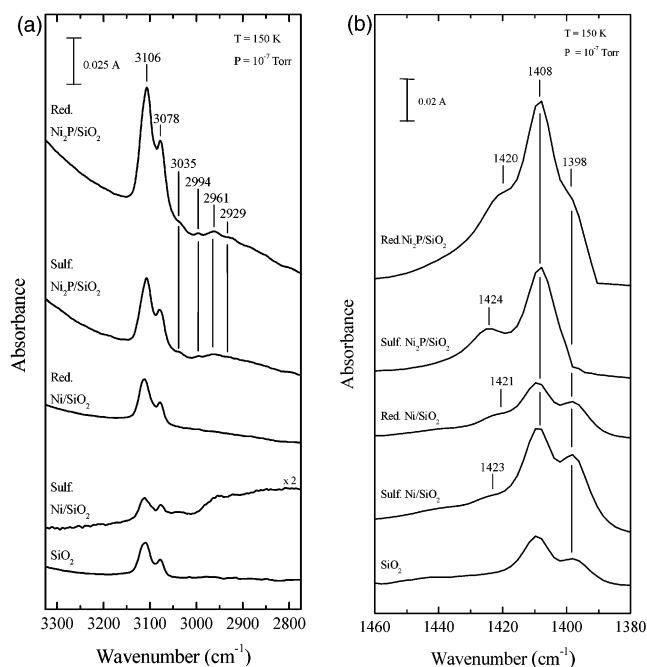 (a)
T = 150 K
P = 10⁻⁷ Torr
0.025 A
3106
3078
3035
2994
2961
2929
Red.
Ni₂P/SiO₂
Sulf.
Ni₂P/SiO₂
Red.
Ni/SiO₂
Sulf.
Ni/SiO₂
x 2
SiO₂
Absorbance
3300 3200 3100 3000 2900 2800
Wavenumber (cm⁻¹)
(b)
T = 150 K
P = 10⁻⁷ Torr
0.02 A
1408
1420
1398
Red.Ni₂P/SiO₂
1424
Sulf. Ni₂P/SiO₂
1421
Red. Ni/SiO₂
1423
Sulf. Ni/SiO₂
SiO₂
Absorbance
1460 1440 1420 1400 1380
Wavenumber (cm⁻¹)